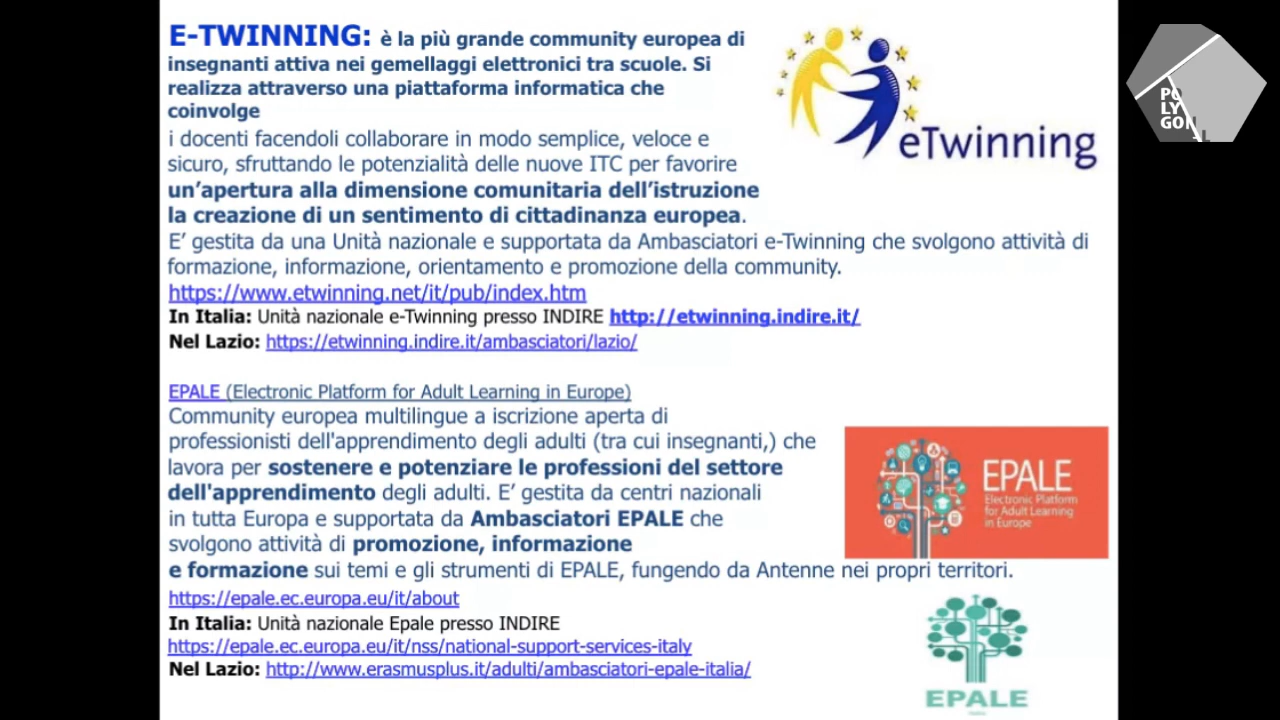 E-TWINNING: è la più grande community europea di
insegnanti attiva nei gemellaggi elettronici tra scuole. Si
realizza attraverso una piattaforma informatica che
coinvolge
i docenti facendoli collaborare in modo semplice, veloce e
sicuro, sfruttando le potenzialità delle nuove ITC per favorire
un’apertura alla dimensione comunitaria dell’istruzione
la creazione di un sentimento di cittadinanza europea.
E’ gestita da una Unità nazionale e supportata da Ambasciatori e-Twinning che svolgono attività di
formazione, informazione, orientamento e promozione della community.
https://www.etwinning.net/it/pub/index.htm
In Italia: Unità nazionale e-Twinning presso INDIRE http://etwinning.indire.it/
Nel Lazio: https://etwinning.indire.it/ambasciatori/lazio/
eTwinning
PO
LY
GON
AL
EPALE (Electronic Platform for Adult Learning in Europe)
Community europea multilingue a iscrizione aperta di
professionisti dell'apprendimento degli adulti (tra cui insegnanti,) che
lavora per sostenere e potenziare le professioni del settore
dell'apprendimento degli adulti. E’ gestita da centri nazionali
in tutta Europa e supportata da Ambasciatori EPALE che
svolgono attività di promozione, informazione
e formazione sui temi e gli strumenti di EPALE, fungendo da Antenne nei propri territori.
https://epale.ec.europa.eu/it/about
In Italia: Unità nazionale Epale presso INDIRE
https://epale.ec.europa.eu/it/nss/national-support-services-italy
Nel Lazio: http://www.erasmusplus.it/adulti/ambasciatori-epale-italia/
EPALE
Electronic Platform
for Adult Learning
in Europe
EPALE